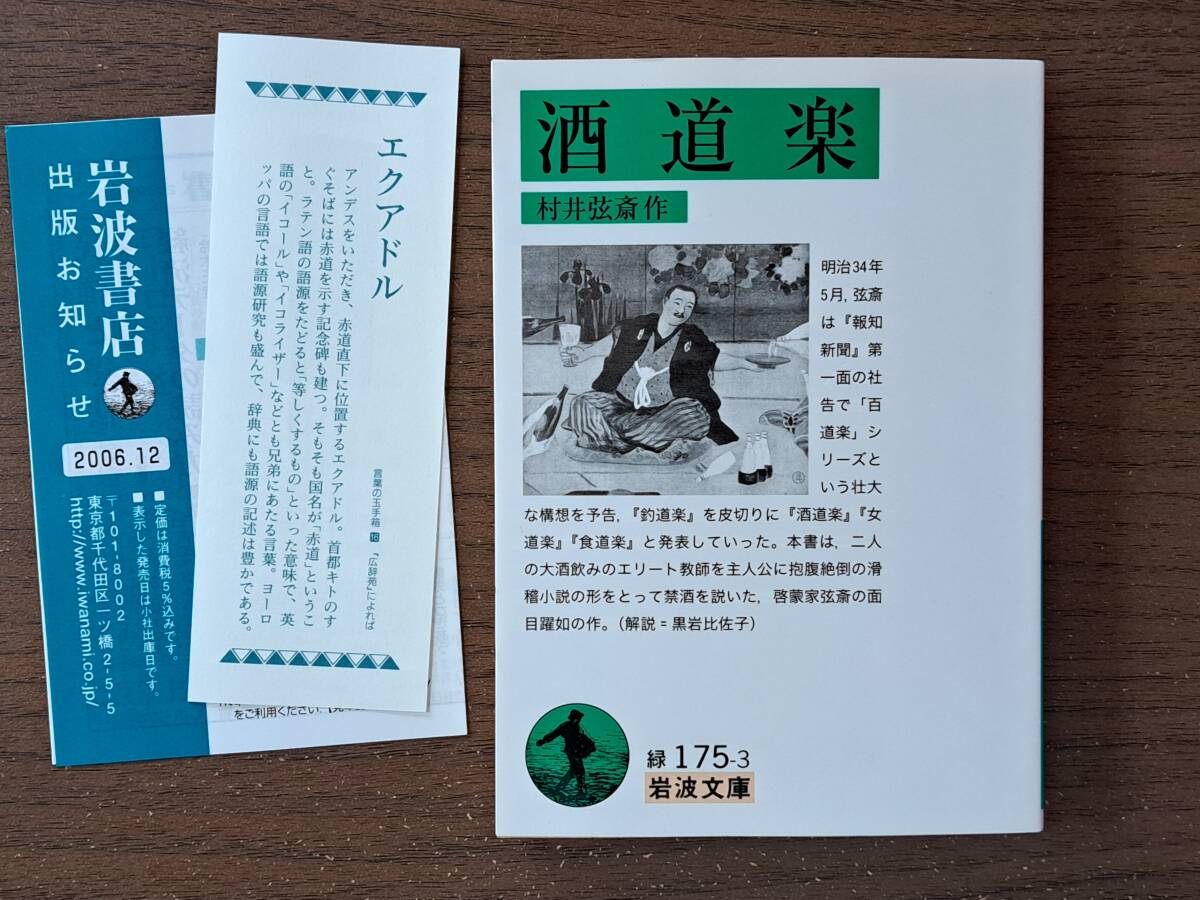 岩波書店
出版お知らせ
2006.12
■定価は消費税5%込みです。
■表示した発売日は小社出庫日です。
〒101-8002
東京都千代田区一ツ橋2-5-5
http://www.iwanami.co.jp/
をご利用ください.
エクアドル
アンデスをいただき、赤道直下に位置するエクアドル。首都キトのす
ぐそばには赤道を示す記念碑も建つ。そもそも国名が「赤道」というこ
と。ラテン語の語源をたどると「等しくするもの」といった意味で、英
語の「イコール」や「イコライザー」などとも兄弟にあたる言葉。ヨーロ
ッパの言語では語源研究も盛んで、辞典にも語源の記述は豊かである。
言葉の玉手箱 16 『広辞苑』によれば
酒道楽
村井弦斎作
明治34年
5月,弦斎
は『報知
新聞』第
一面の社
告で「百
道楽」シ
リーズと
いう壮大
な構想を予告,『釣道楽』を皮切りに『酒道楽』『女
道楽』『食道楽』と発表していった。本書は,二人
の大酒飲みのエリート教師を主人公に抱腹絶倒の滑
稽小説の形をとって禁酒を説いた,啓蒙家弦斎の面
目躍如の作。(解説=黒岩比佐子)
緑175-3
岩波文庫